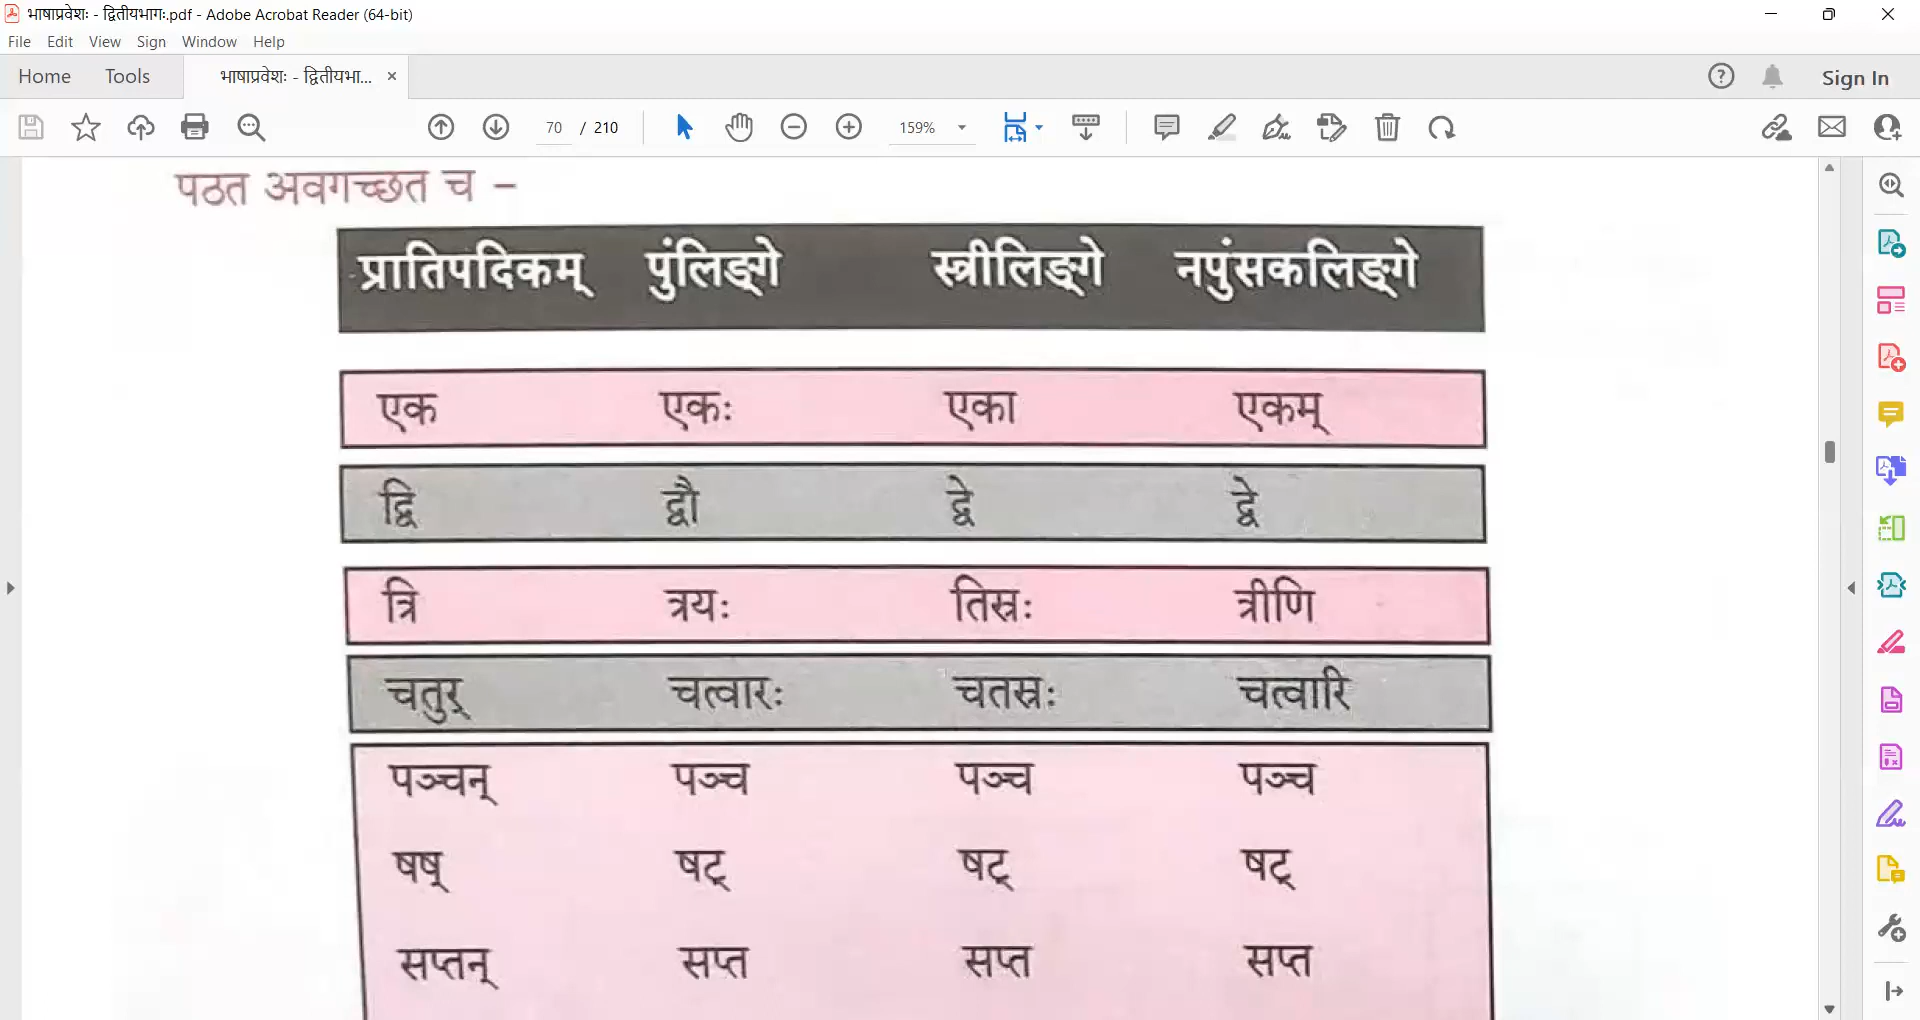 भाषाप्रवेशः - द्वितीयभागः.pdf - Adobe Acrobat Reader (64-bit)
File Edit View Sign Window Help
Home Tools भाषाप्रवेशः - द्वितीयभा... × Sign In
70 / 210 159%
पठत अवगच्छत च –
प्रातिपदिकम् पुंलिङ्गे स्त्रीलिङ्गे नपुंसकलिङ्गे
एक एकः एका एकम्
द्वि द्वौ द्वे द्वे
त्रि त्रयः तिस्रः त्रीणि
चतुर् चत्वारः चतस्रः चत्वारि
पञ्चन् पञ्च पञ्च पञ्च
षष् षट् षट् षट्
सप्तन् सप्त सप्त सप्त